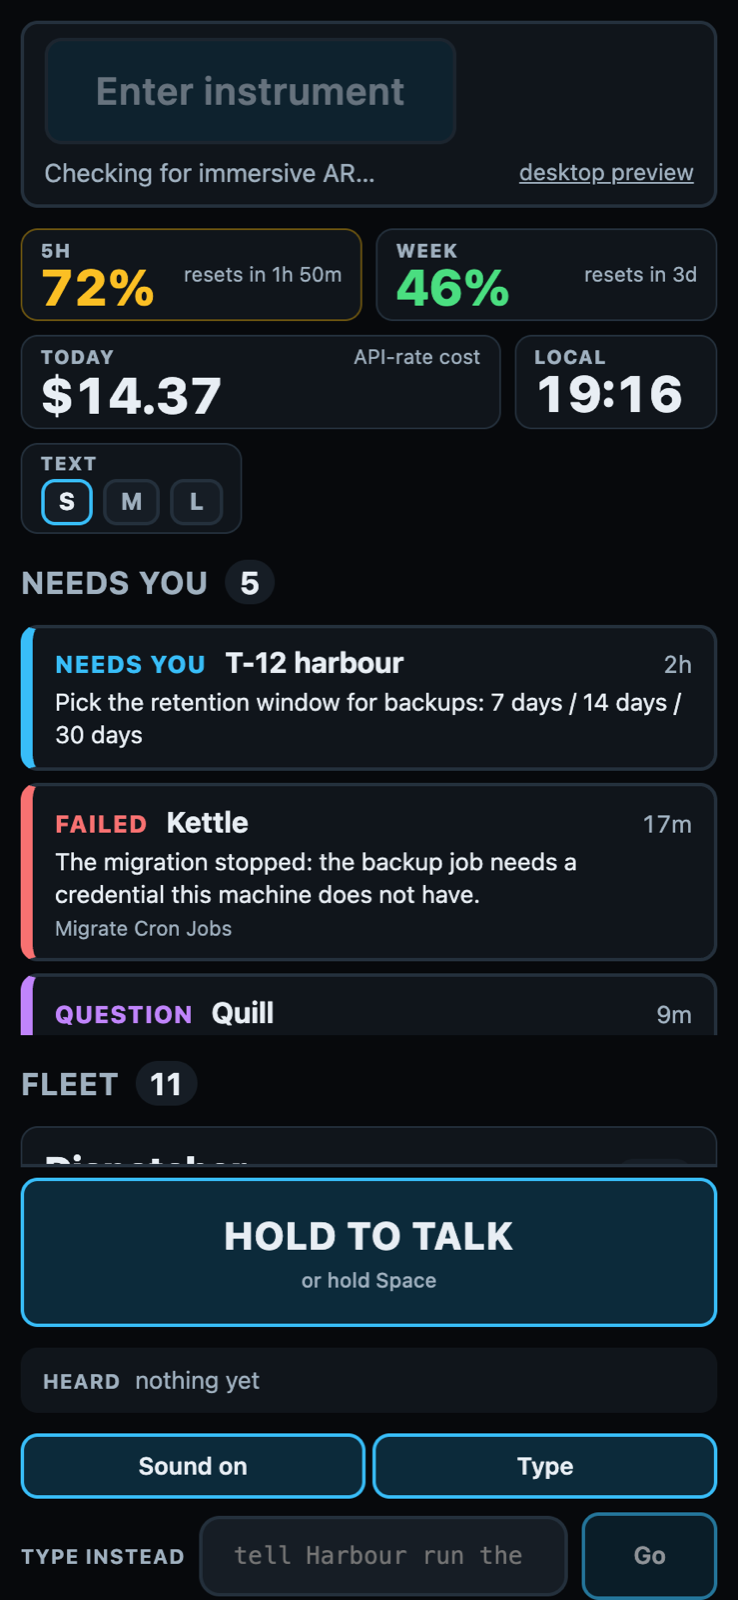 Enter instrument
Checking for immersive AR...
desktop preview
5H
72%
resets in 1h 50m
WEEK
46%
resets in 3d
TODAY
API-rate cost
$14.37
LOCAL
19:16
TEXT
S M L
NEEDS YOU 5
NEEDS YOU T-12 harbour 2h
Pick the retention window for backups: 7 days / 14 days /
30 days
FAILED Kettle 17m
The migration stopped: the backup job needs a
credential this machine does not have.
Migrate Cron Jobs
QUESTION Quill 9m
FLEET 11
HOLD TO TALK
or hold Space
HEARD nothing yet
Sound on
Type
TYPE INSTEAD
tell Harbour run the
Go